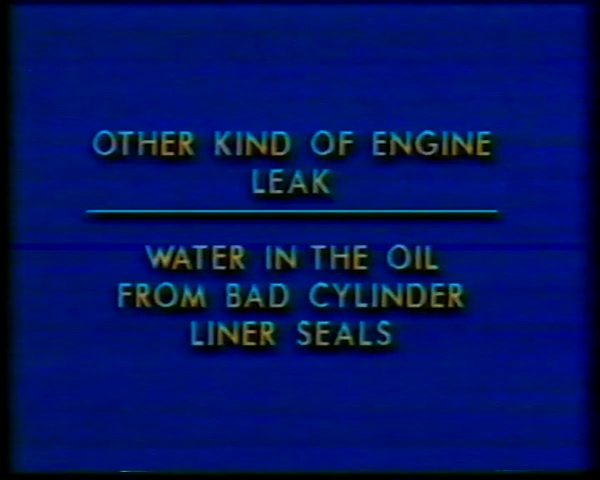 OTHER KIND OF ENGINE
LEAK
WATER IN THE OIL
FROM BAD CYLINDER
LINER SEALS